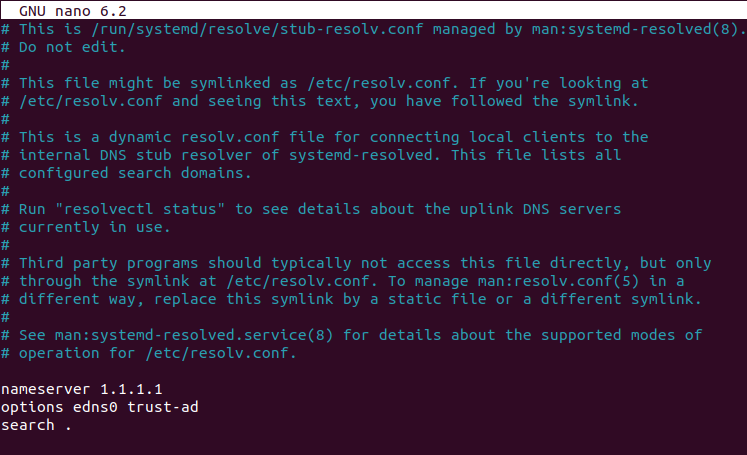 GNU nano 6.2
# This is /run/systemd/resolve/stub-resolv.conf managed by man:systemd-resolved(8).
# Do not edit.
#
# This file might be symlinked as /etc/resolv.conf. If you're looking at
# /etc/resolv.conf and seeing this text, you have followed the symlink.
#
# This is a dynamic resolv.conf file for connecting local clients to the
# internal DNS stub resolver of systemd-resolved. This file lists all
# configured search domains.
#
# Run "resolvectl status" to see details about the uplink DNS servers
# currently in use.
#
# Third party programs should typically not access this file directly, but only
# through the symlink at /etc/resolv.conf. To manage man:resolv.conf(5) in a
# different way, replace this symlink by a static file or a different symlink.
#
# See man:systemd-resolved.service(8) for details about the supported modes of
# operation for /etc/resolv.conf.

nameserver 1.1.1.1
options edns0 trust-ad
search .